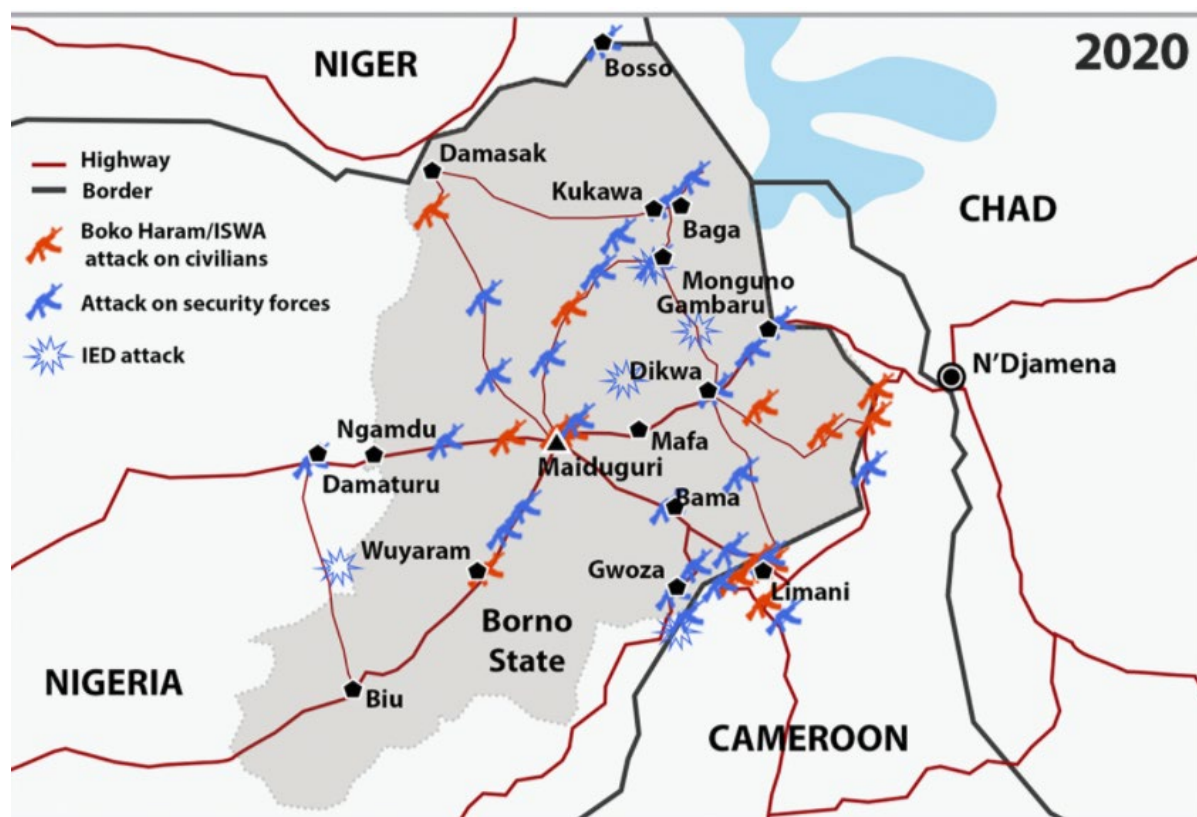 2020
NIGER
Bosso
Damasak
Highway
Border
Kukawa
Baga
CHAD
Boko Haram/ISWA
attack on civilians
Monguno
Gambaru
Attack on security forces
IED attack
Dikwa
N'Djamena
Ngamdu
Mafa
Maiduguri
Damaturu
Bama
Wuyaram
Gwoza
Limani
Borno
State
NIGERIA
Biu
CAMEROON